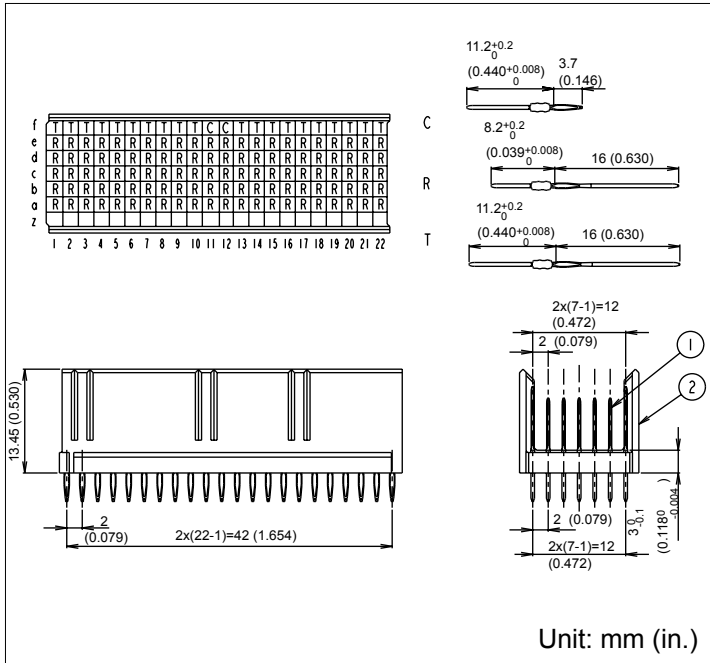 f T T T T T T T T T T C C T T T T T T T T T T
e R R R R R R R R R R R R R R R R R R R R R R
d R R R R R R R R R R R R R R R R R R R R R R
c R R R R R R R R R R R R R R R R R R R R R R
b R R R R R R R R R R R R R R R R R R R R R R
a R R R R R R R R R R R R R R R R R R R R R R
z
1 2 3 4 5 6 7 8 9 10 11 12 13 14 15 16 17 18 19 20 21 22
C
11.2+0.2 0
(0.440+0.008 0)
3.7
(0.146)
R
8.2+0.2 0
(0.039+0.008 0)
16 (0.630)
T
11.2+0.2 0
(0.440+0.008 0)
16 (0.630)
13.45 (0.530)
2
(0.079)
2x(22-1)=42 (1.654)
2x(7-1)=12
(0.472)
2 (0.079)
1
2
2 (0.079)
2x(7-1)=12
(0.472)
3 0 -0.1
(0.118 0 -0.004)
Unit: mm (in.)